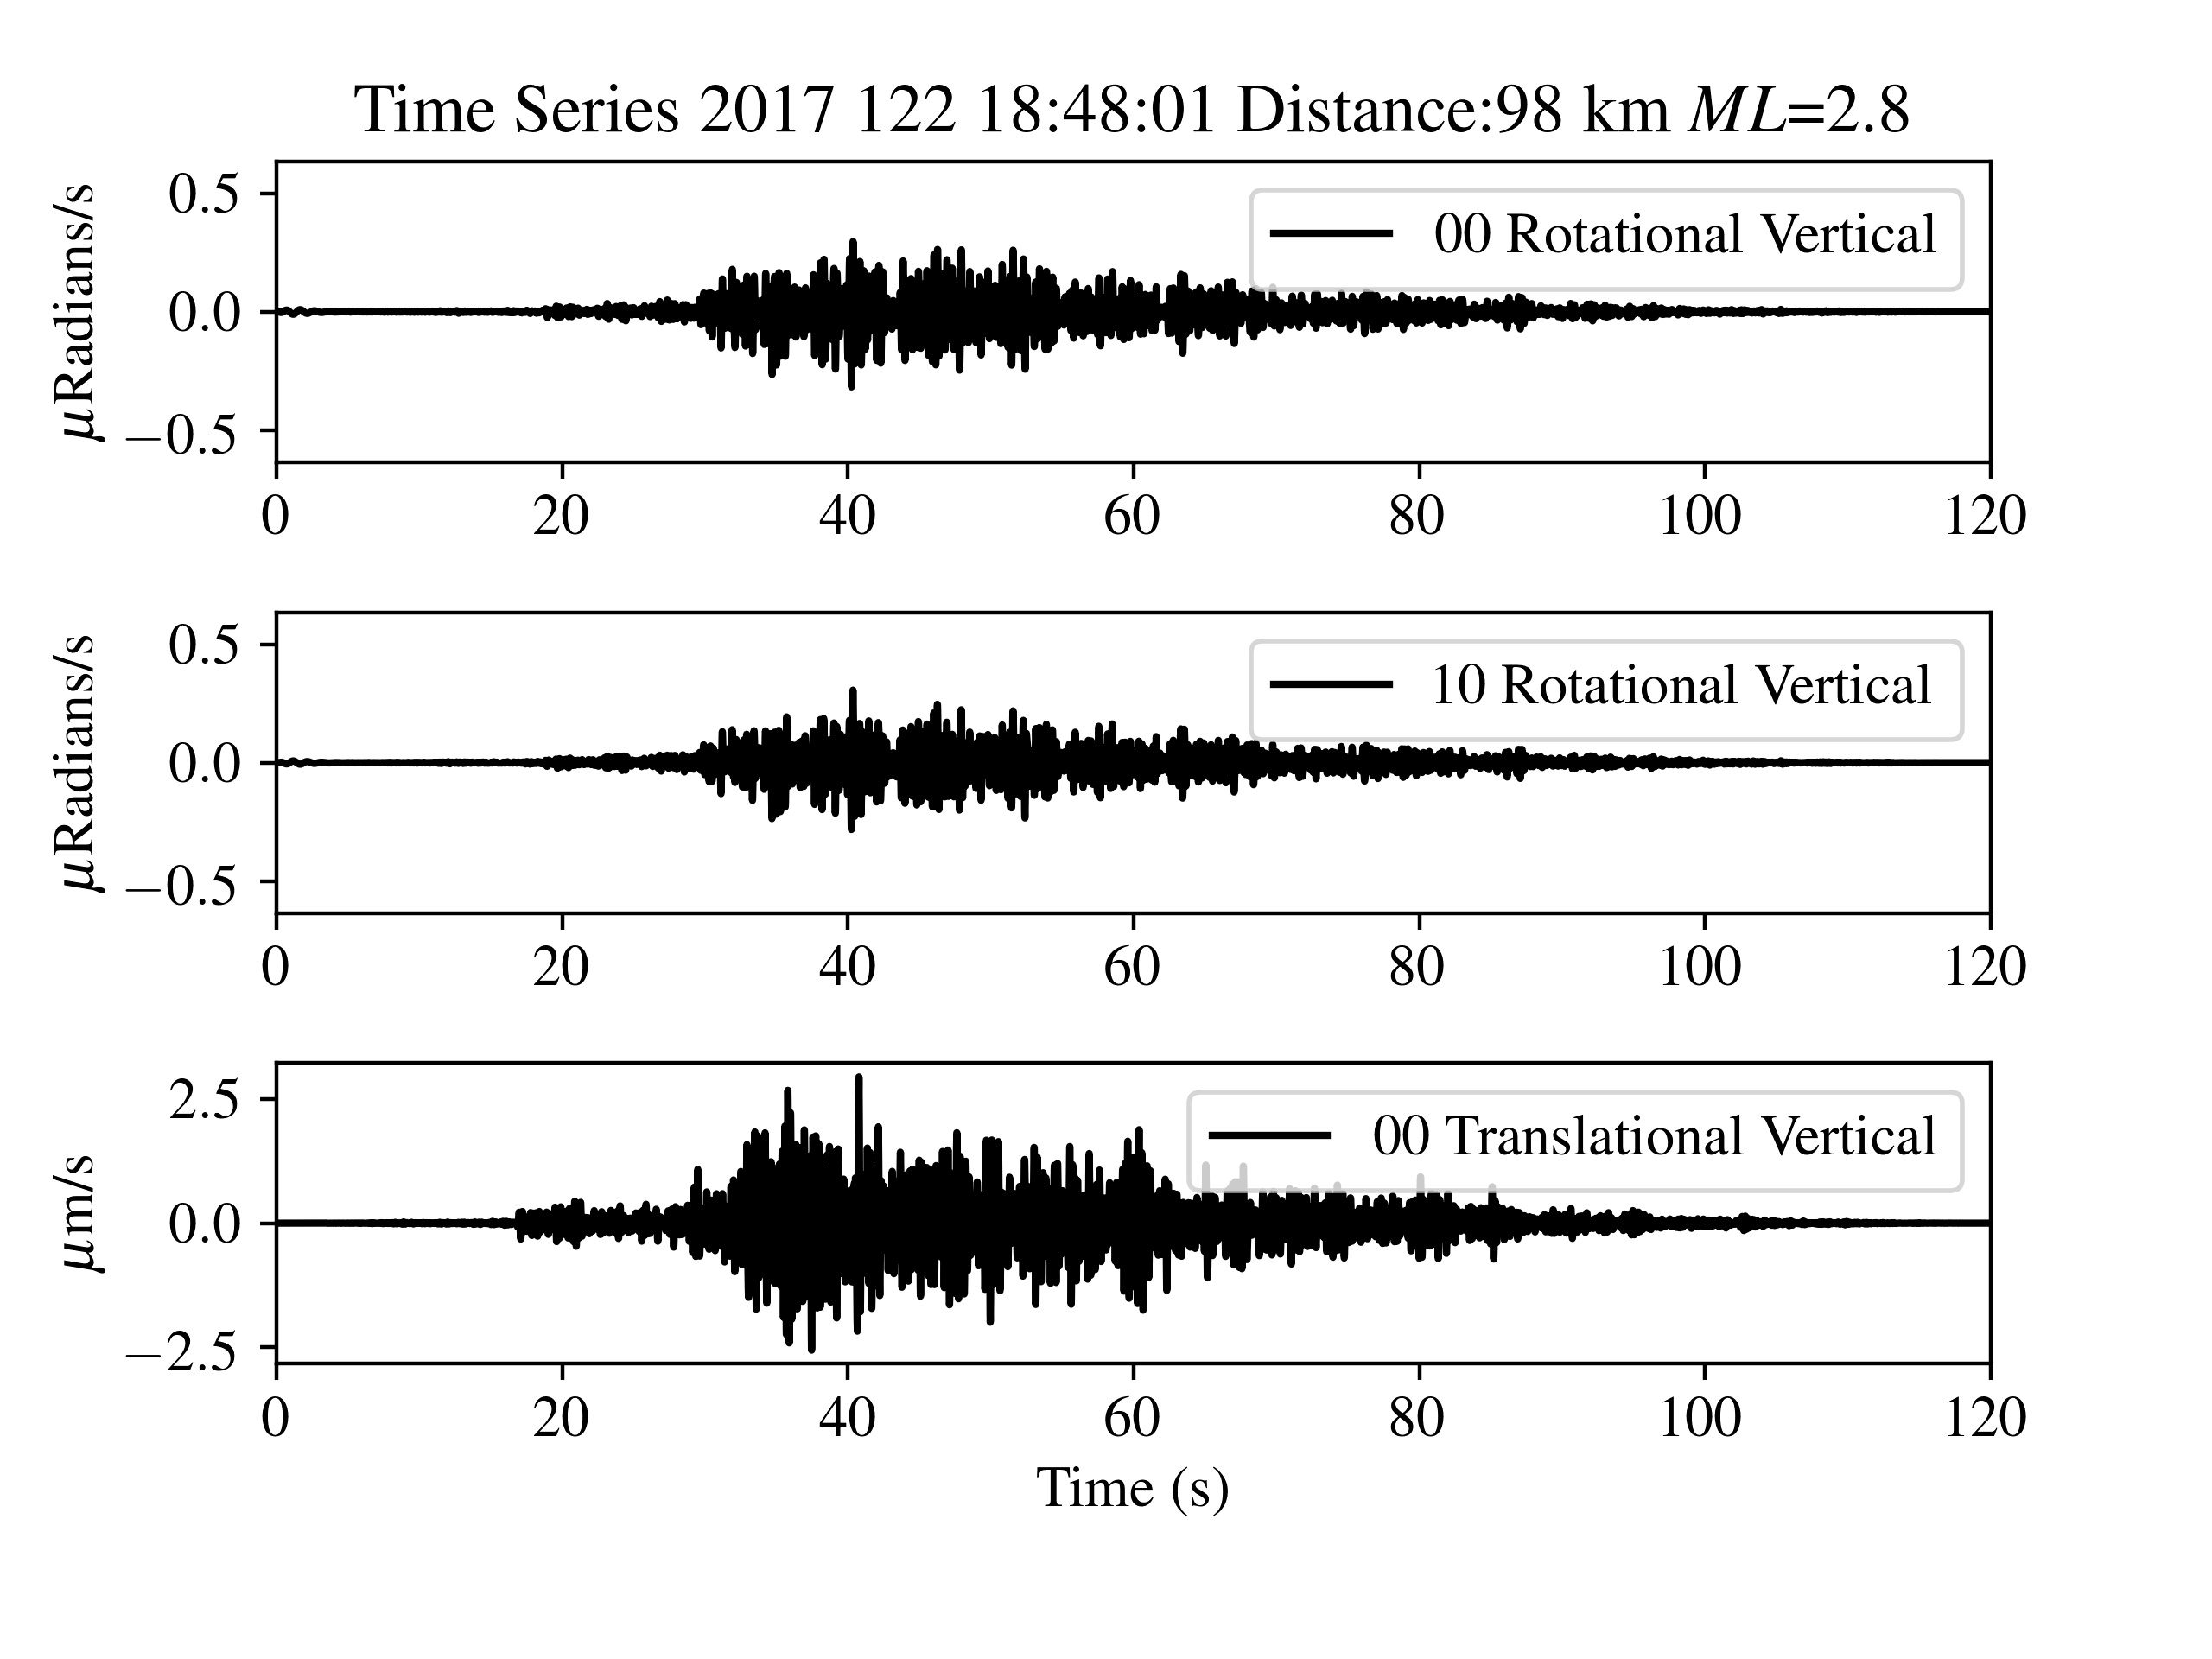 Time Series 2017 122 18:48:01 Distance:98 km ML=2.8
μRadians/s
0.5
0.0
−0.5
00 Rotational Vertical
0 20 40 60 80 100 120
μRadians/s
0.5
0.0
−0.5
10 Rotational Vertical
0 20 40 60 80 100 120
μm/s
2.5
0.0
−2.5
00 Translational Vertical
0 20 40 60 80 100 120
Time (s)